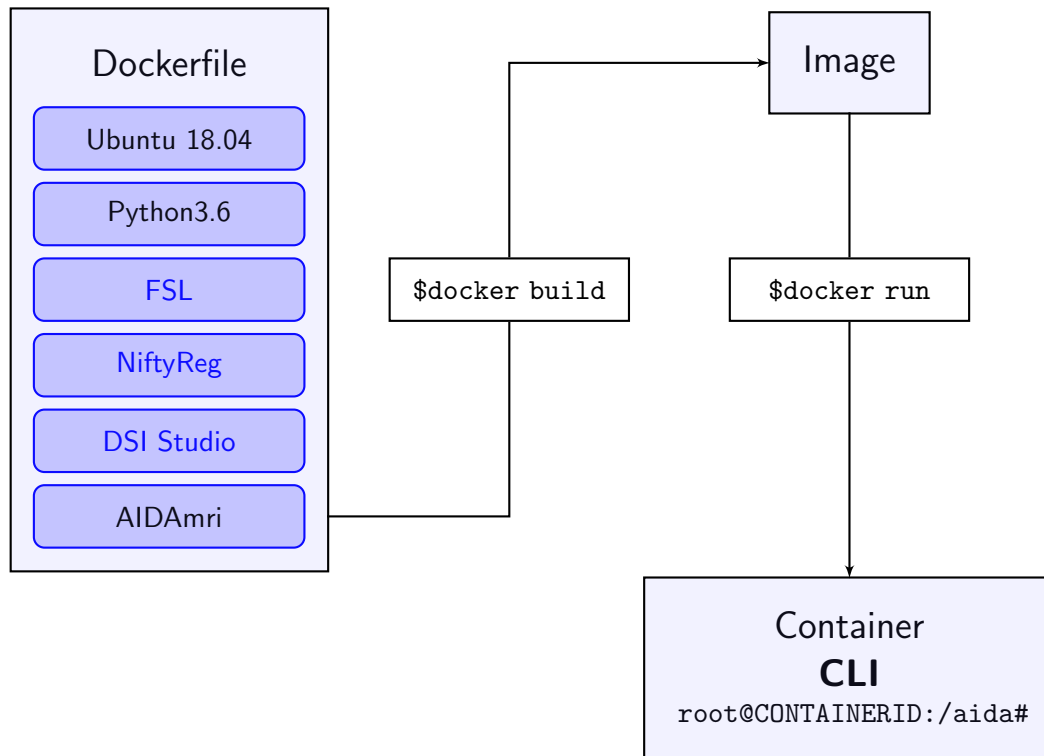 Dockerfile
Ubuntu 18.04
Python3.6
FSL
NiftyReg
DSI Studio
AIDAmri
$docker build
Image
$docker run
Container
CLI
root@CONTAINERID:/aida#